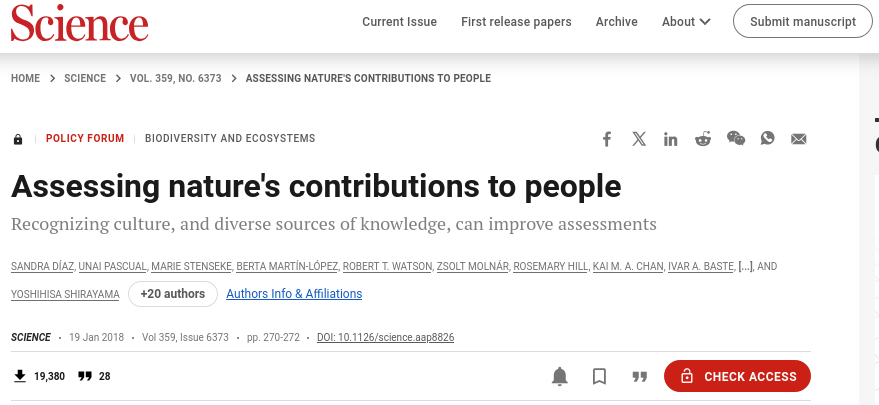 Science
Current Issue First release papers Archive About Submit manuscript
HOME SCIENCE VOL. 359, NO. 6373 ASSESSING NATURE'S CONTRIBUTIONS TO PEOPLE
POLICY FORUM BIODIVERSITY AND ECOSYSTEMS
Assessing nature's contributions to people
Recognizing culture, and diverse sources of knowledge, can improve assessments
SANDRA DÍAZ, UNAI PASCUAL, MARIE STENSEKE, BERTA MARTÍN-LÓPEZ, ROBERT T. WATSON, ZSOLT MOLNÁR, ROSEMARY HILL, KAI M. A. CHAN, IVAR A. BASTE, [...], AND
YOSHIHISA SHIRAYAMA +20 authors Authors Info & Affiliations
SCIENCE • 19 Jan 2018 • Vol 359, Issue 6373 • pp. 270-272 • DOI: 10.1126/science.aap8826
19,380 28 CHECK ACCESS